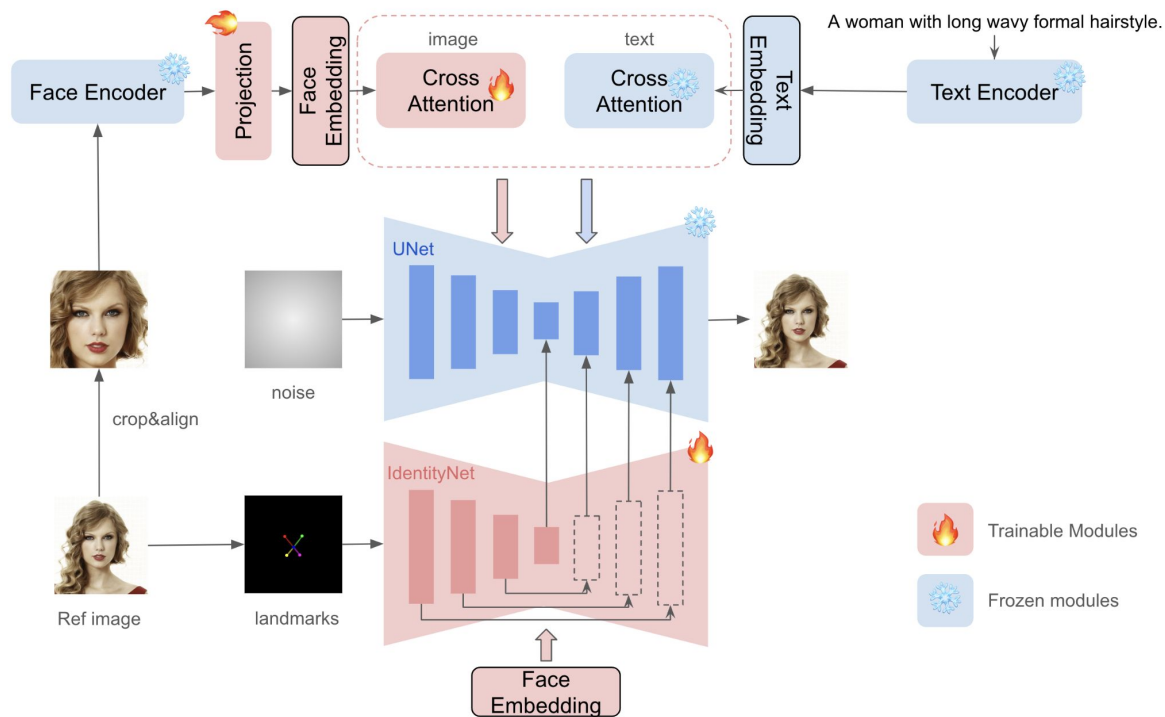 A woman with long wavy formal hairstyle.
image
text
Face Encoder
Projection
Face
Embedding
Cross
Attention
Cross
Attention
Text
Embedding
Text Encoder
UNet
noise
crop&align
IdentityNet
Ref image
landmarks
Face
Embedding
Trainable Modules
Frozen modules